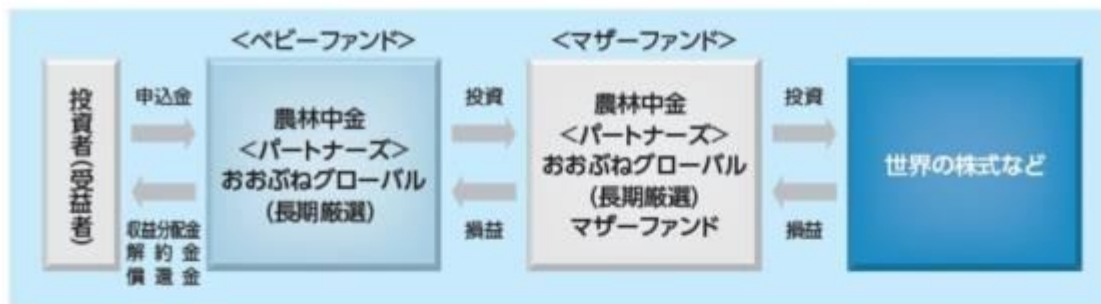 <ベビーファンド>
<マザーファンド>
投資者(受益者)
申込金
収益分配金
解約金
償還金
農林中金
<パートナーズ>
おおぶねグローバル
(長期厳選)
投資
損益
農林中金
<パートナーズ>
おおぶねグローバル
(長期厳選)
マザーファンド
投資
損益
世界の株式など